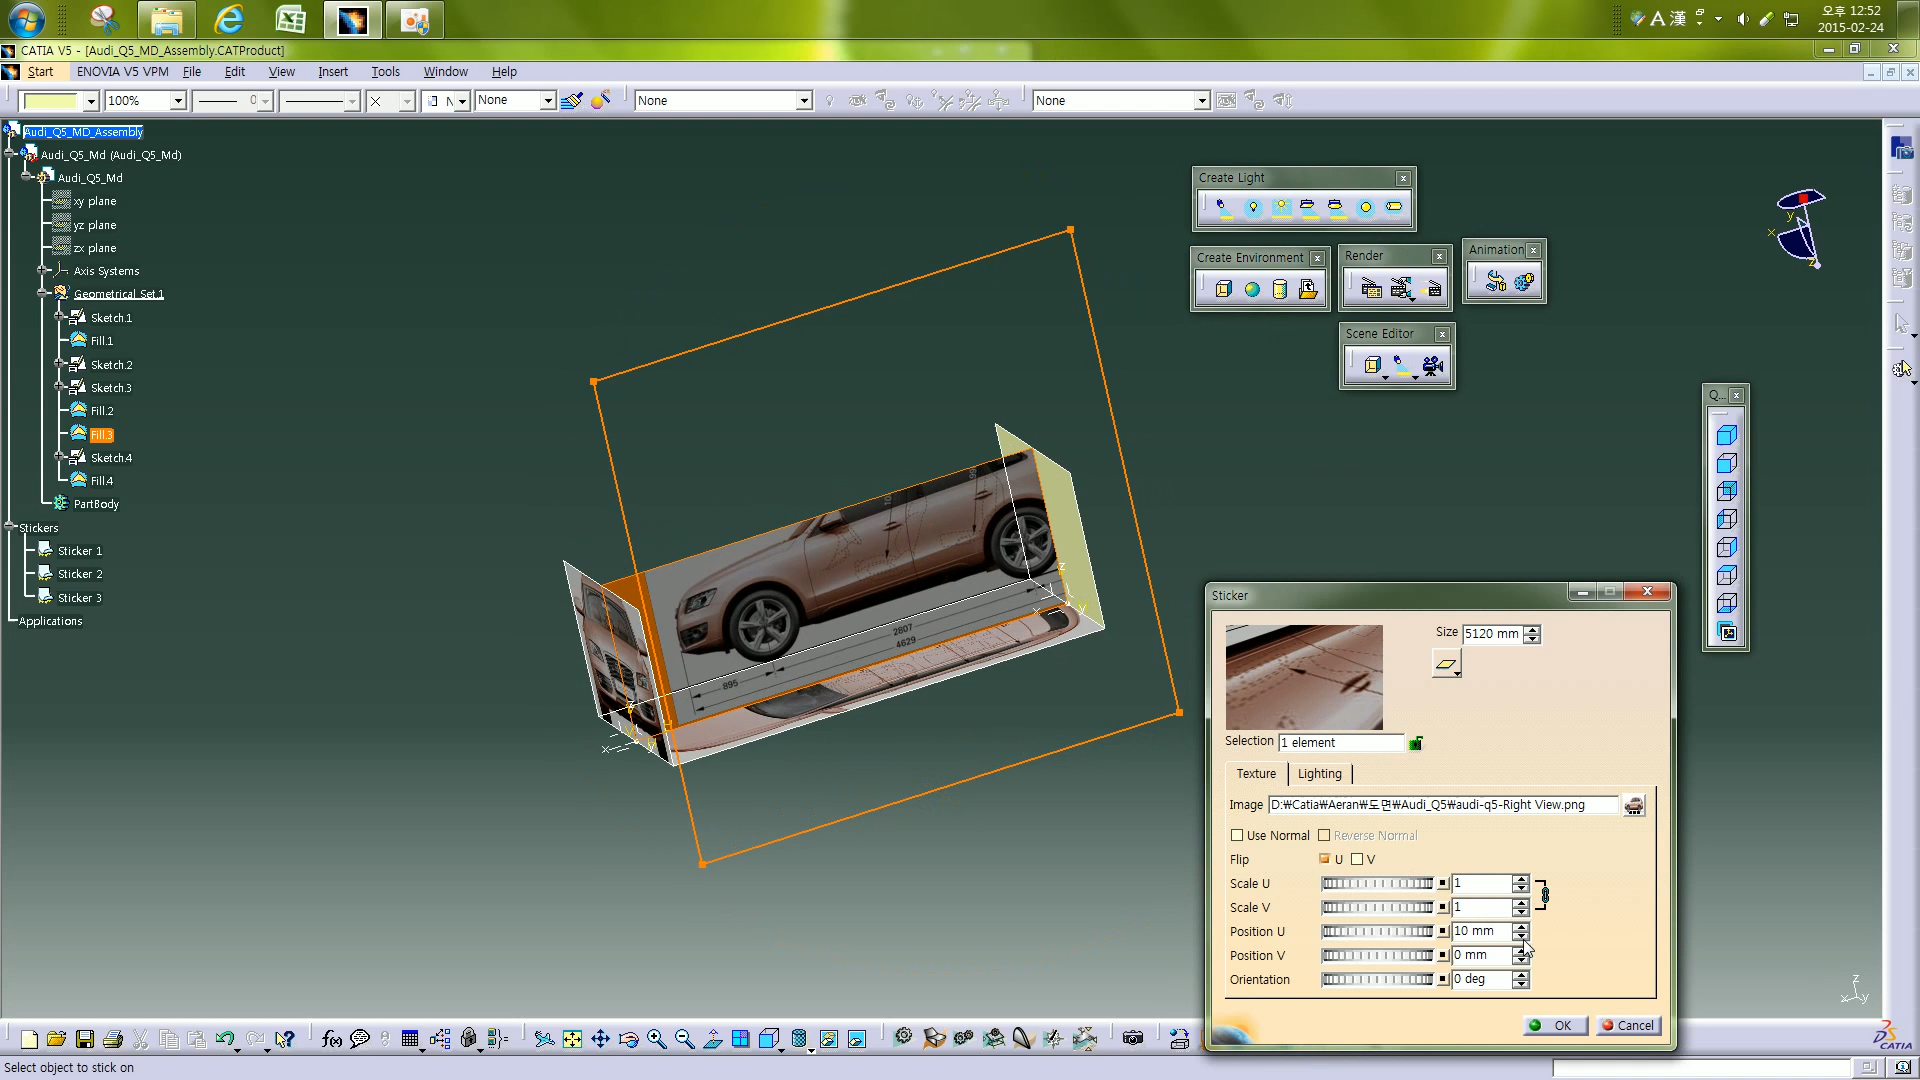 오후 12:52
2015-02-24
A 漢
CATIA V5 - [Audi_Q5_MD_Assembly.CATProduct]
Start ENOVIA V5 VPM File Edit View Insert Tools Window Help
100% 0 N None None None
Audi_Q5_MD_Assembly
Audi_Q5_Md (Audi_Q5_Md)
Audi_Q5_Md
xy plane
yz plane
zx plane
Axis Systems
Geometrical Set.1
Sketch.1
Fill.1
Sketch.2
Sketch.3
Fill.2
Fill.3
Sketch.4
Fill.4
PartBody
Stickers
Sticker 1
Sticker 2
Sticker 3
Applications
Create Light
Create Environment
Render
Animation
Scene Editor
Q...
y
x
z
2807
4629
895
z
x
y
z
x
y
Sticker
Size 5120 mm
Selection 1 element
Texture Lighting
Image D:₩Catia₩Aeran₩도면₩Audi_Q5₩audi-q5-Right View.png
Use Normal Reverse Normal
Flip U V
Scale U 1
Scale V 1
Position U 10 mm
Position V 0 mm
Orientation 0 deg
OK Cancel
z
x y
f(x)
CATIA
Select object to stick on